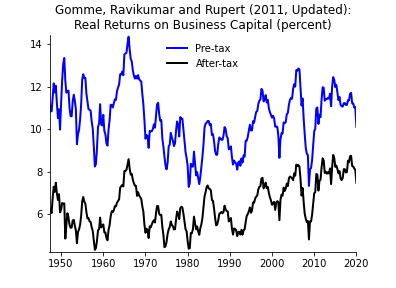 Gomme, Ravikumar and Rupert (2011, Updated):
Real Returns on Business Capital (percent)
Pre-tax
After-tax
14
12
10
8
6
1950 1960 1970 1980 1990 2000 2010 2020